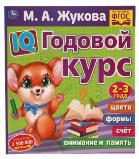 М. А. Жукова
ФГОС
IQ Годовой
курс
2-3
года
цвета
формы
счёт
внимание и память